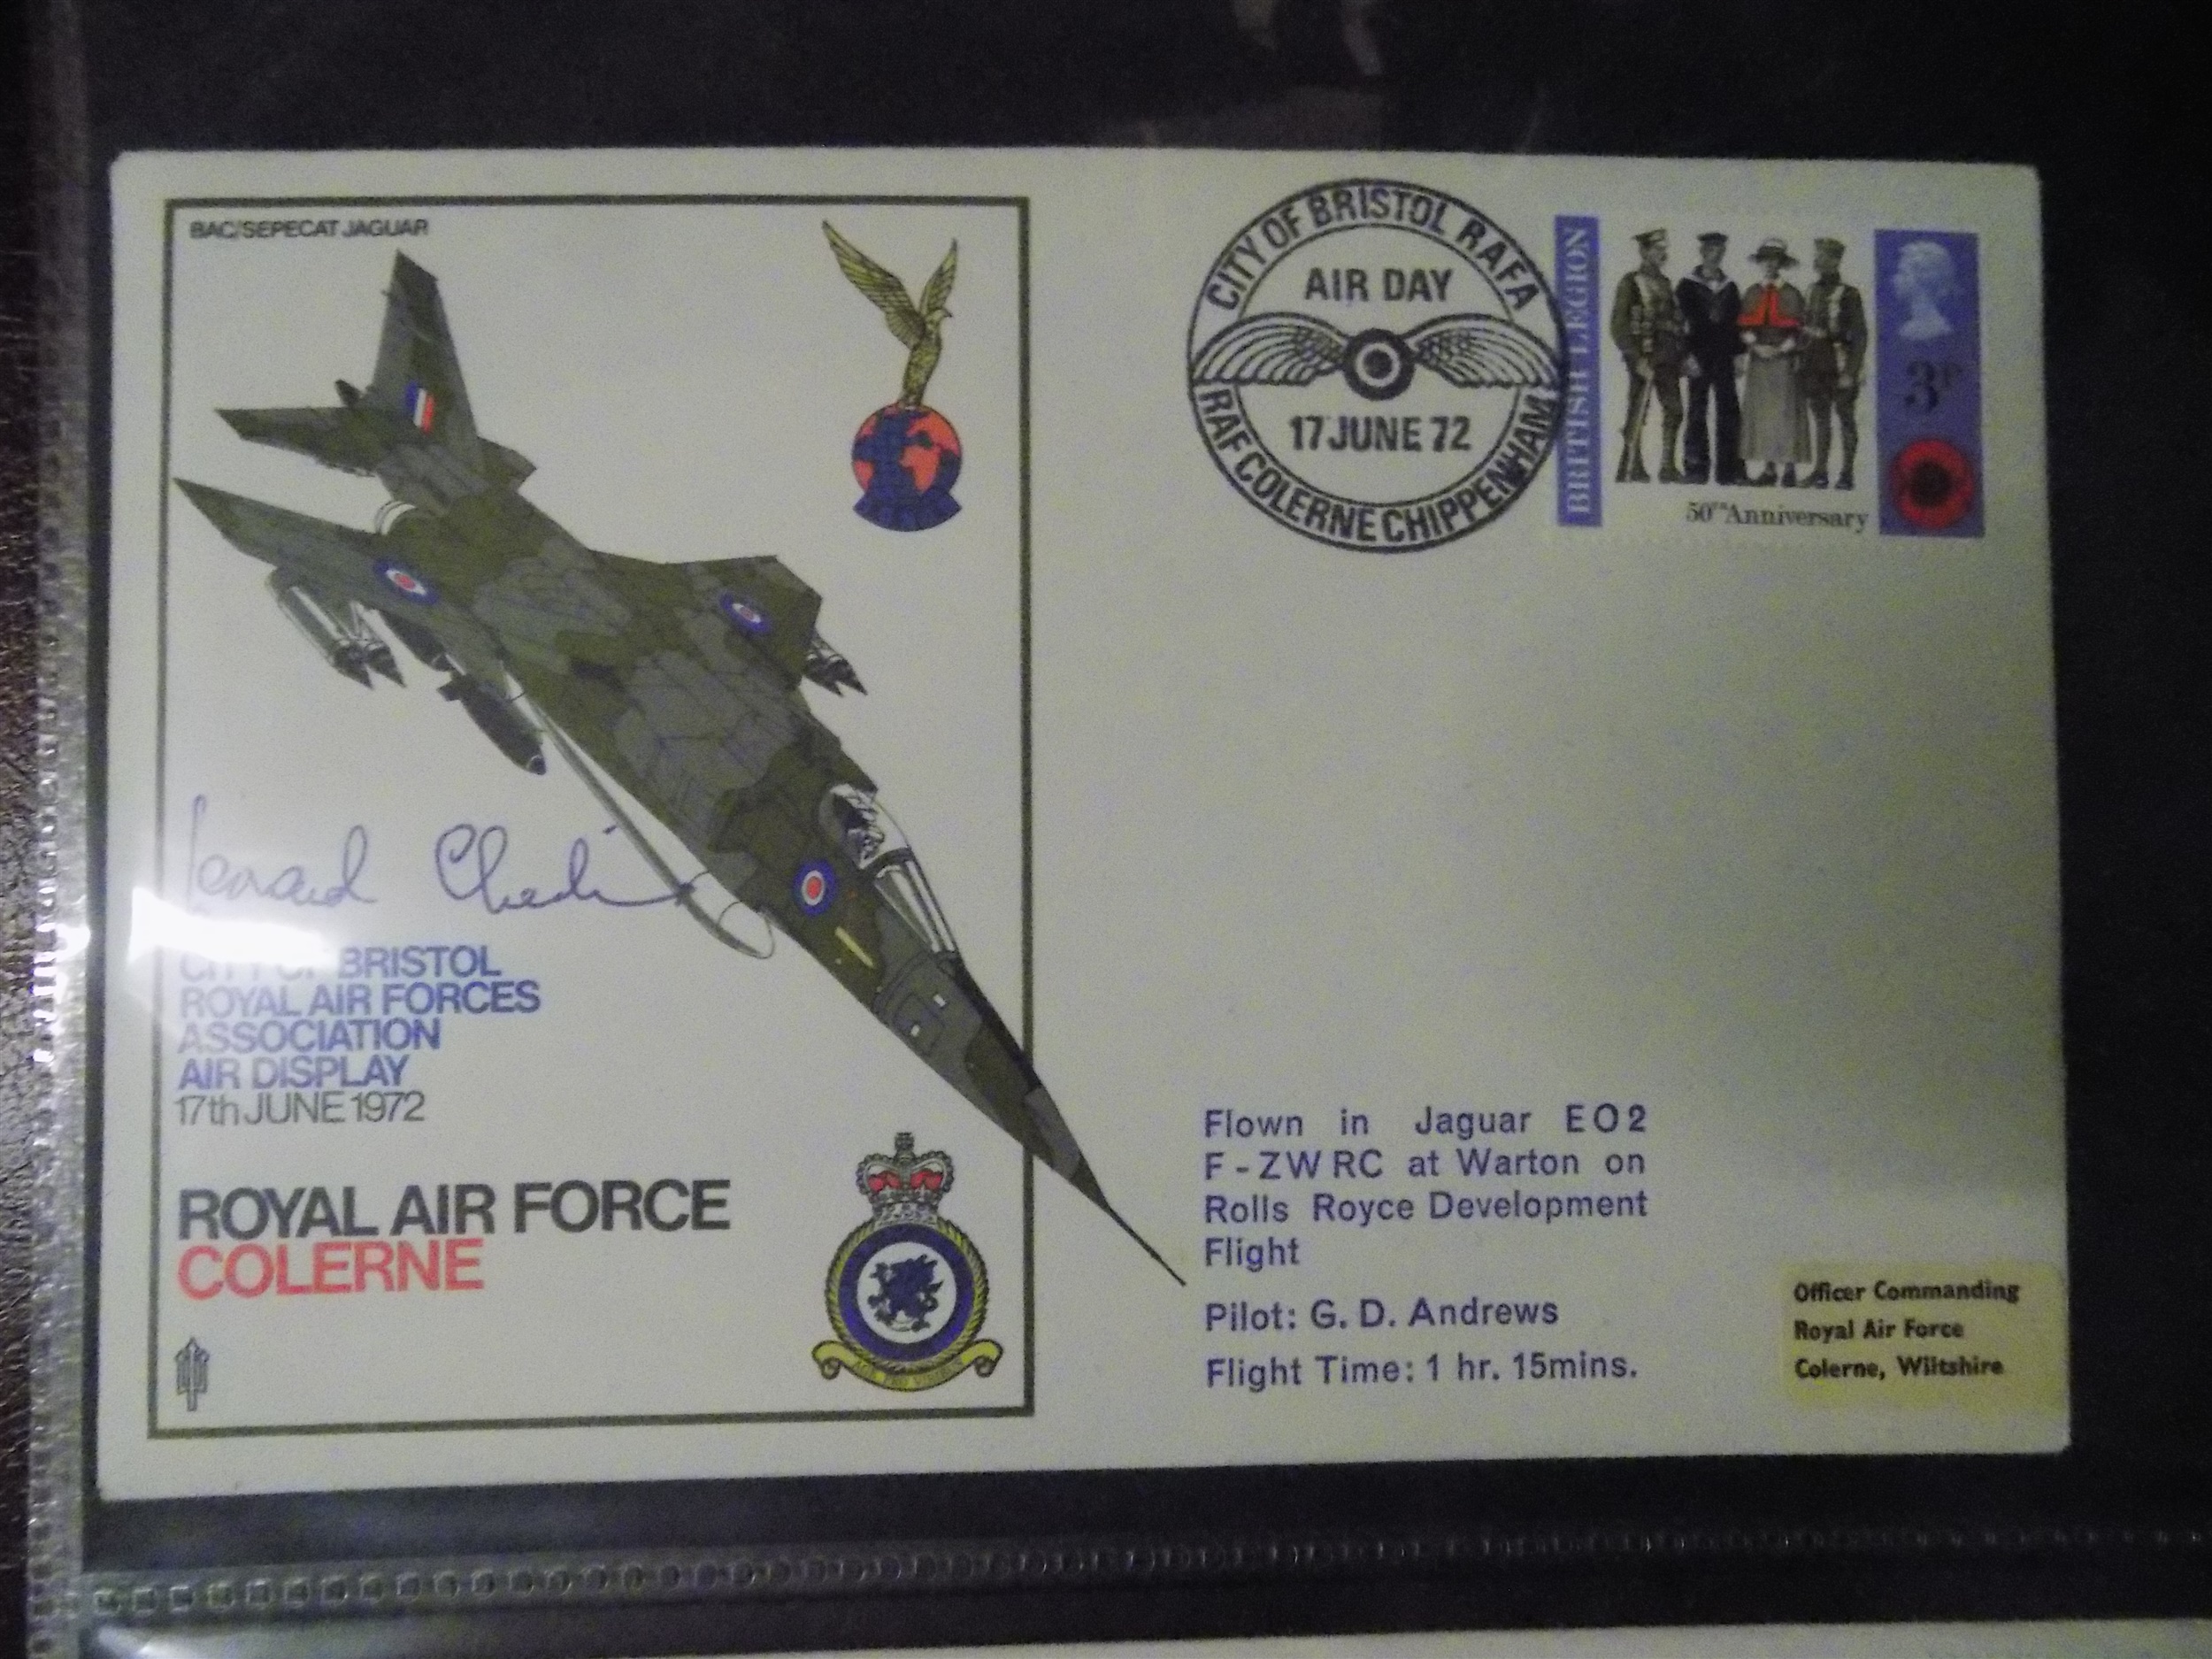 BAC/SEPECAT JAGUAR
CITY OF BRISTOL RAFA
AIR DAY
17 JUNE 72
RAF COLERNE CHIPPENHAM
BRITISH LEGION
3P
50TH Anniversary
CITY OF BRISTOL
ROYAL AIR FORCES
ASSOCIATION
AIR DISPLAY
17th JUNE 1972
ROYAL AIR FORCE
COLERNE
Flown in Jaguar EO2
F-ZWRC at Warton on
Rolls Royce Development
Flight
Pilot: G. D. Andrews
Flight Time: 1 hr. 15mins.
Officer Commanding
Royal Air Force
Colerne, Wiltshire